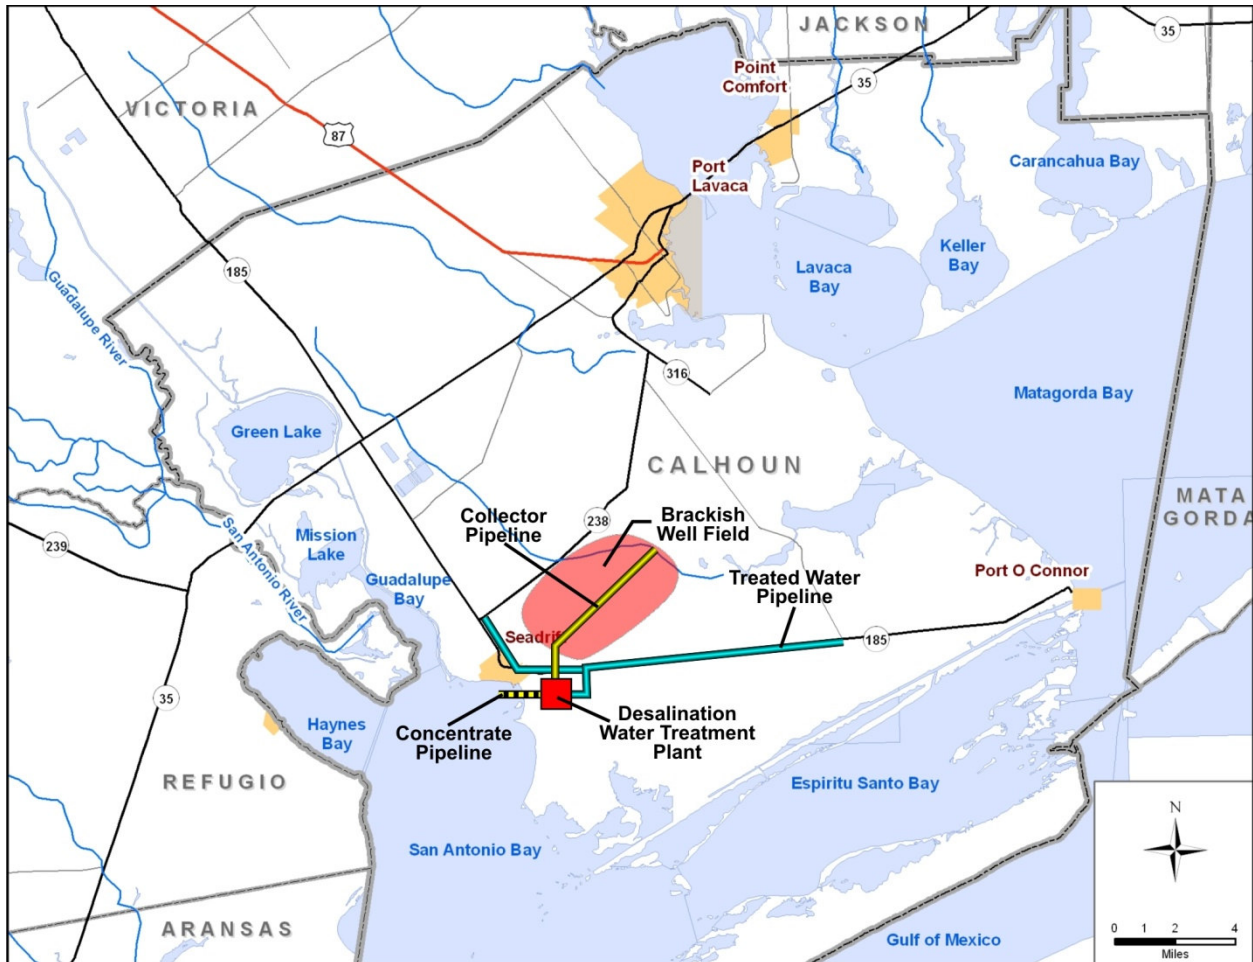 JACKSON
35
Point
Comfort
35
VICTORIA
87
Carancahua Bay
Port
Lavaca
Keller
Bay
Lavaca
Bay
185
Guadalupe River
316
Matagorda Bay
Green Lake
CALHOUN
MATA
GORDA
Collector
Pipeline
238
Brackish
Well Field
San Antonio River
Mission
Lake
239
Guadalupe
Bay
Treated Water
Pipeline
Port O Connor
Seadrif
185
35
Haynes
Bay
Concentrate
Pipeline
Desalination
Water Treatment
Plant
REFUGIO
Espiritu Santo Bay
N
San Antonio Bay
ARANSAS
Gulf of Mexico
0 1 2 4
Miles